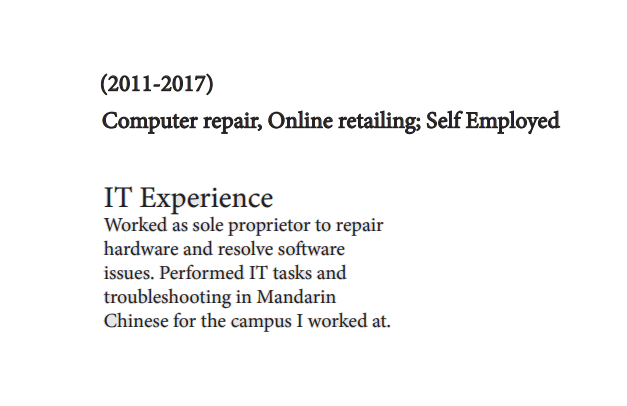 (2011-2017)
Computer repair, Online retailing; Self Employed
IT Experience
Worked as sole proprietor to repair
hardware and resolve software
issues. Performed IT tasks and
troubleshooting in Mandarin
Chinese for the campus I worked at.